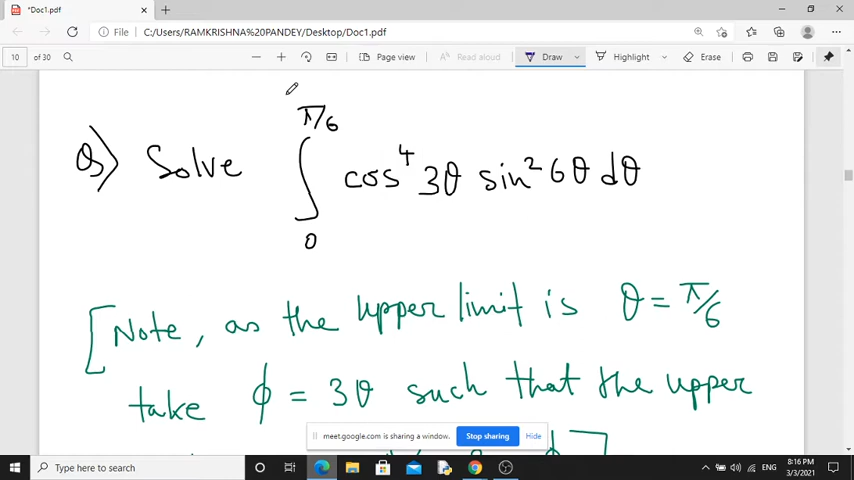 *Doc1.pdf
File C:/Users/RAMKRISHNA%20PANDEY/Desktop/Doc1.pdf
10 of 30 Page view Read aloud Draw Highlight Erase
π/6
Q) Solve ∫ cos⁴ 3θ sin² 6θ dθ
0
[Note, as the upper limit is θ = π/6
take ϕ = 3θ such that the upper
meet.google.com is sharing a window. Stop sharing Hide
Type here to search
ENG 8:16 PM 3/3/2021